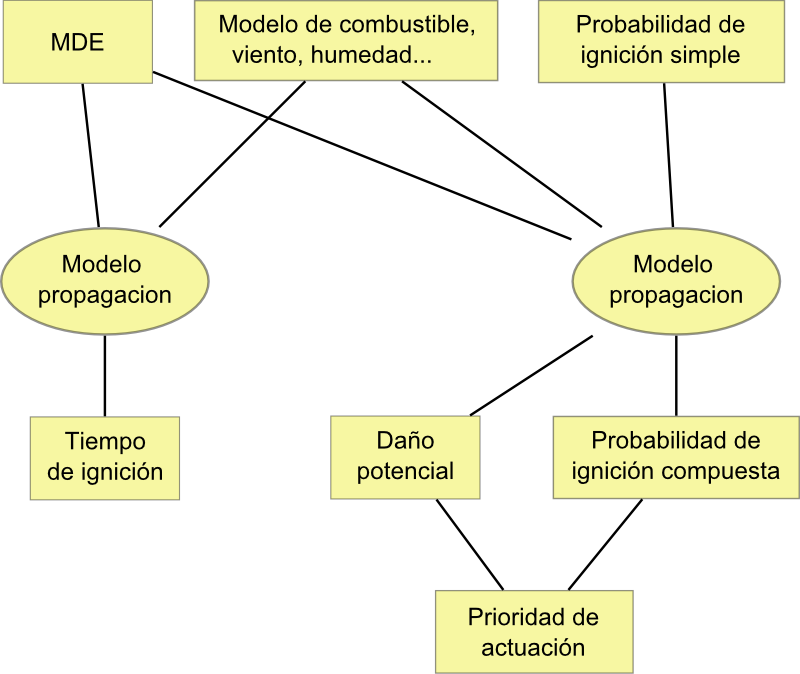 MDE
Modelo de combustible,
viento, humedad...
Probabilidad de
ignición simple
Modelo
propagacion
Modelo
propagacion
Tiempo
de ignición
Daño
potencial
Probabilidad de
ignición compuesta
Prioridad de
actuación